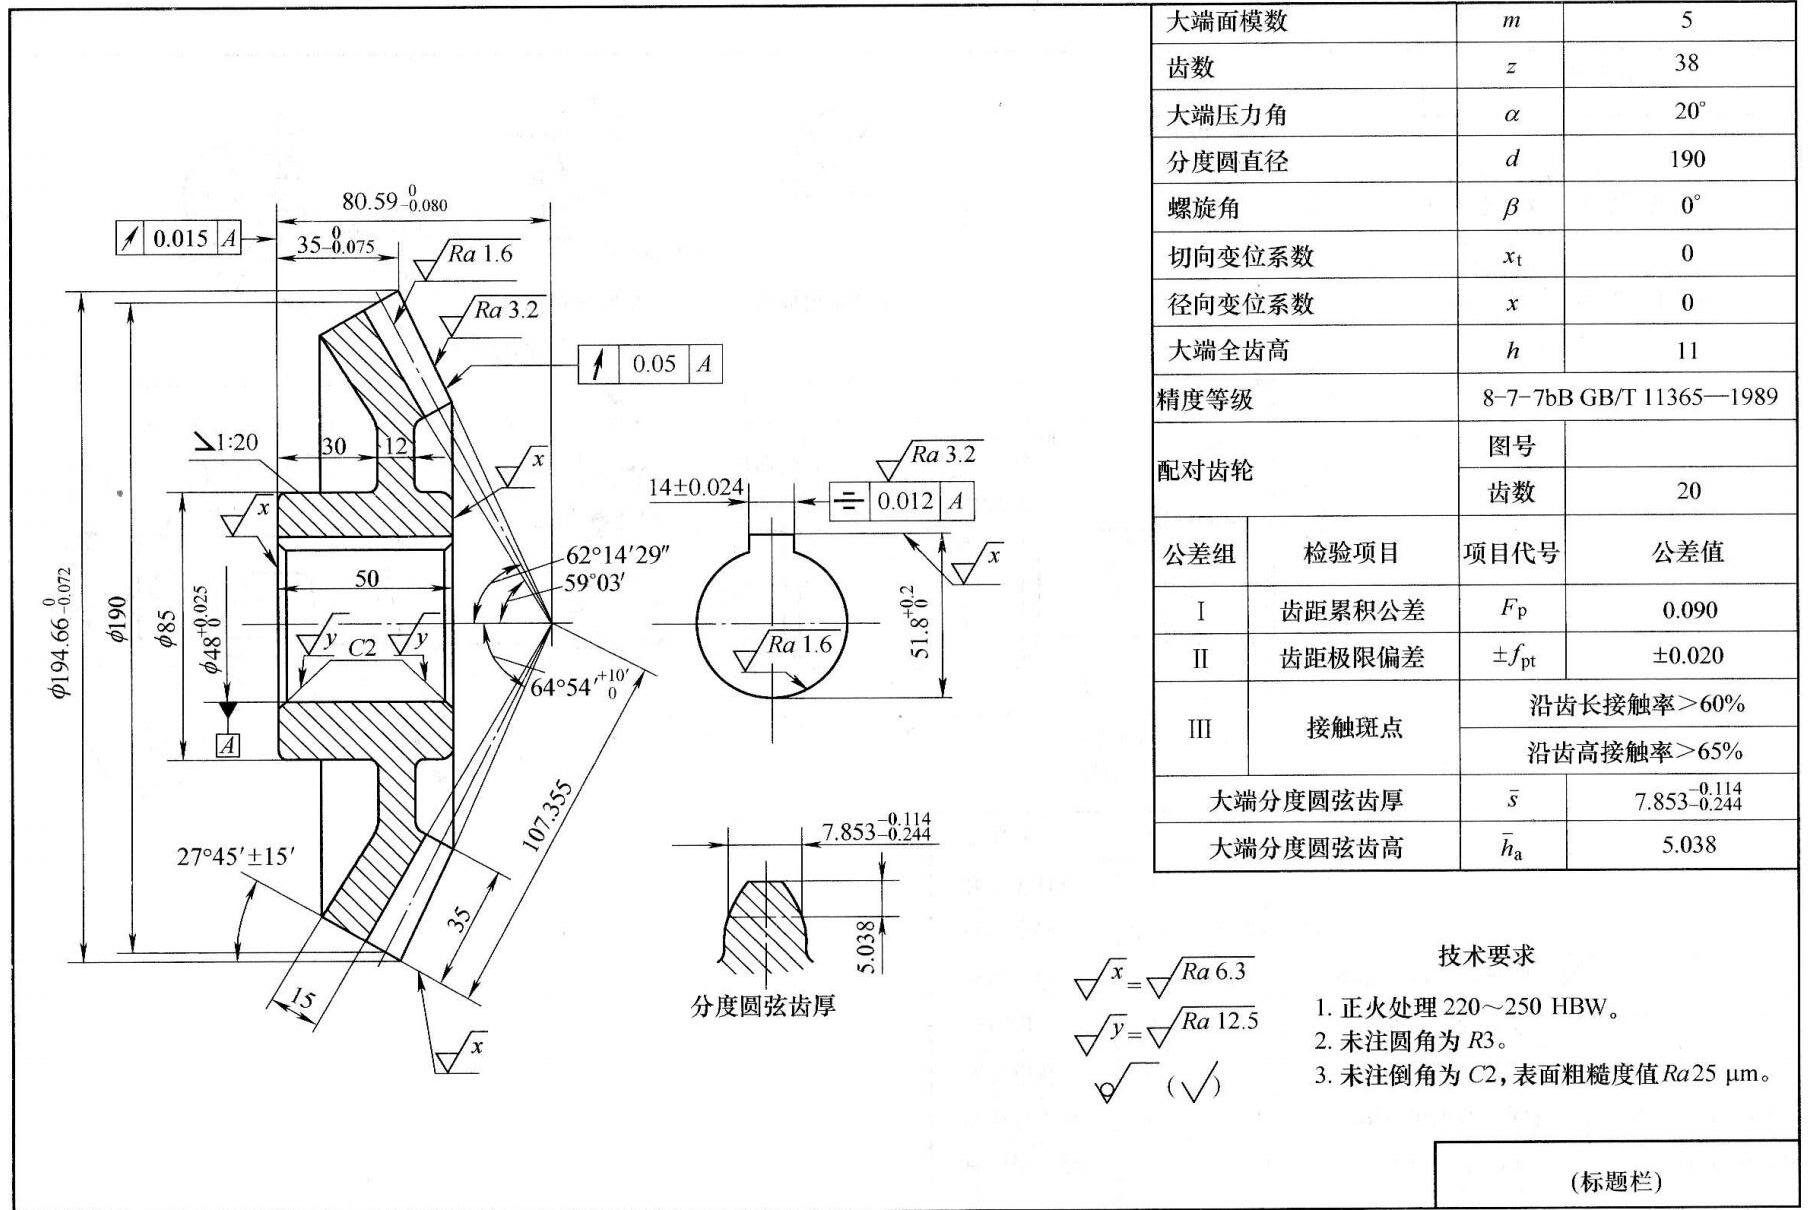 80.59 0 -0.080
0.015 A
35 0 -0.075
Ra 1.6
Ra 3.2
0.05 A
1:20
30
12
x
x
62°14′29″
59°03′
50
y
y
C2
64°54′ +10′ 0
ϕ194.66 0 -0.072
ϕ190
ϕ85
ϕ48 +0.025 0
A
107.355
27°45′±15′
35
15
x
Ra 3.2
14±0.024
0.012 A
x
51.8 +0.2 0
Ra 1.6
7.853 -0.114 -0.244
5.038
分度圆弦齿厚
大端面模数 m 5
齿数 z 38
大端压力角 α 20°
分度圆直径 d 190
螺旋角 β 0°
切向变位系数 xt 0
径向变位系数 x 0
大端全齿高 h 11
精度等级 8-7-7bB GB/T 11365—1989
配对齿轮 图号
齿数 20
公差组 检验项目 项目代号 公差值
Ⅰ 齿距累积公差 Fp 0.090
Ⅱ 齿距极限偏差 ±fpt ±0.020
Ⅲ 接触斑点 沿齿长接触率>60%
沿齿高接触率>65%
大端分度圆弦齿厚 s̄ 7.853 -0.114 -0.244
大端分度圆弦齿高 h̄a 5.038
x = Ra 6.3
y = Ra 12.5
(√)
技术要求
1. 正火处理 220～250 HBW。
2. 未注圆角为 R3。
3. 未注倒角为 C2，表面粗糙度值 Ra25 μm。
(标题栏)